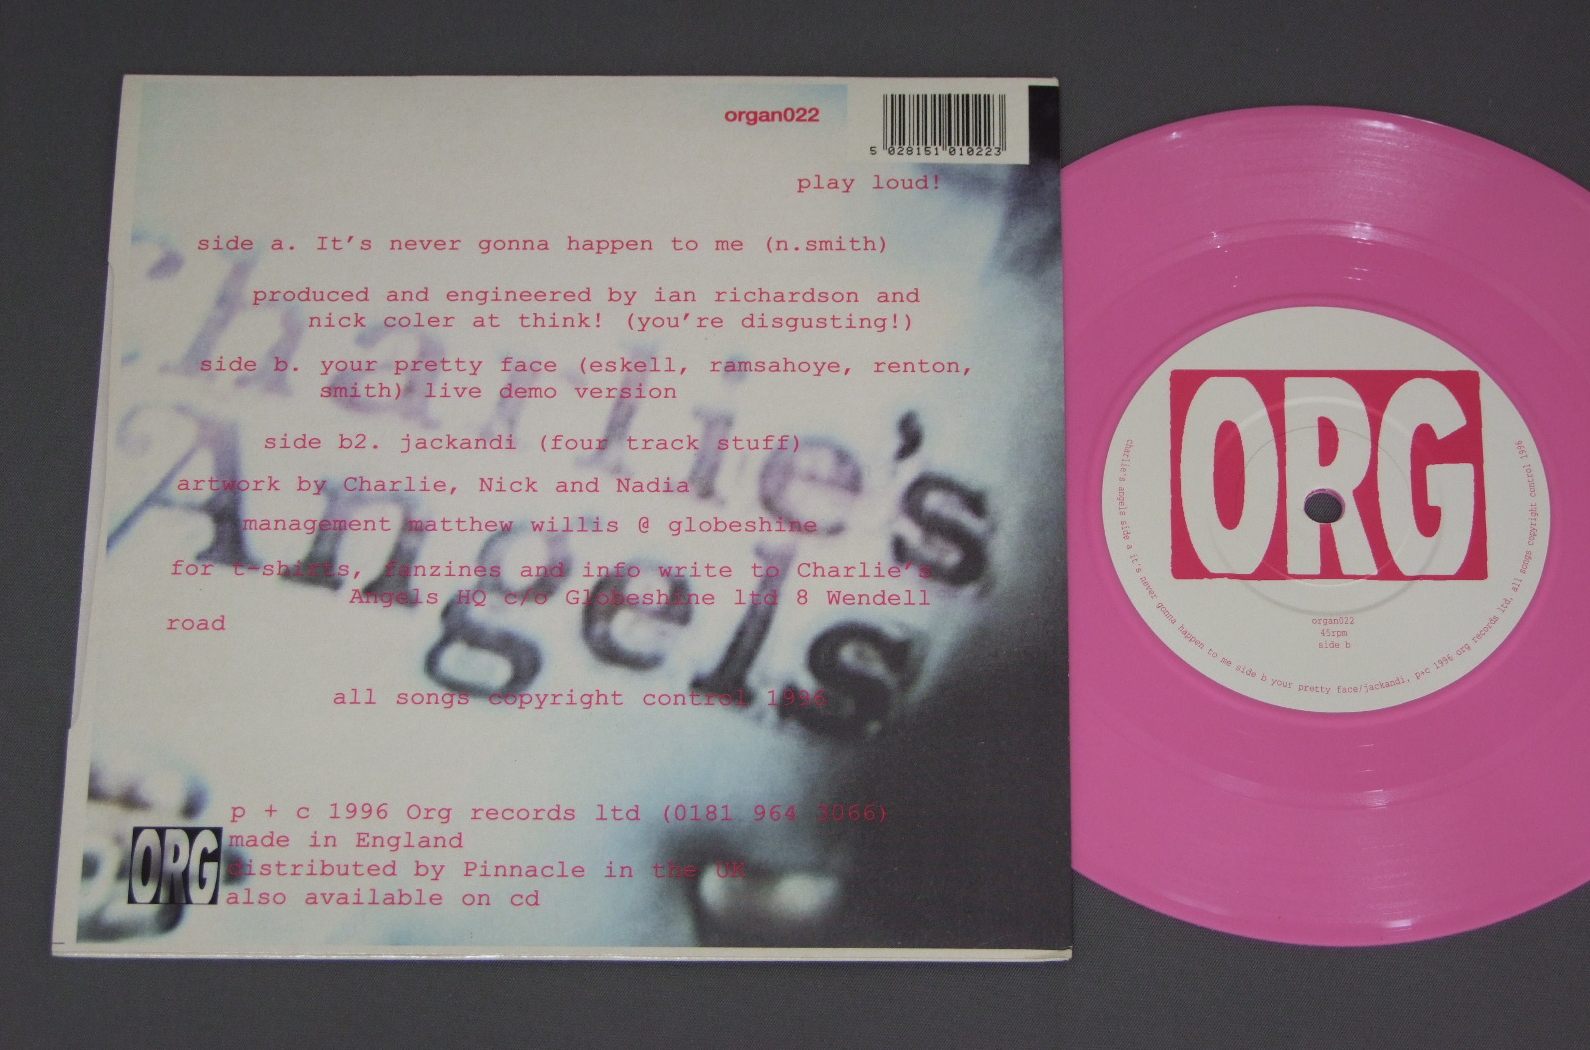 organ022
5 028151 010223
play loud!
side a. It's never gonna happen to me (n.smith)
produced and engineered by ian richardson and
nick coler at think! (you're disgusting!)
side b. your pretty face (eskell, ramsahoye, renton,
smith) live demo version
side b2. jackandi (four track stuff)
artwork by Charlie, Nick and Nadia
management matthew willis @ globeshine
for t-shirts, fanzines and info write to Charlie's
Angels HQ c/o Globeshine ltd 8 Wendell
road
all songs copyright control 1996
Charlie's
Angels
p + c 1996 Org records ltd (0181 964 3066)
made in England
distributed by Pinnacle in the UK
also available on cd
ORG
ORG
organ022
45rpm
side b
charlie's angels side a it's never gonna happen to me side b your pretty face/jackandi, p+c 1996 org records ltd, all songs copyright control 1996